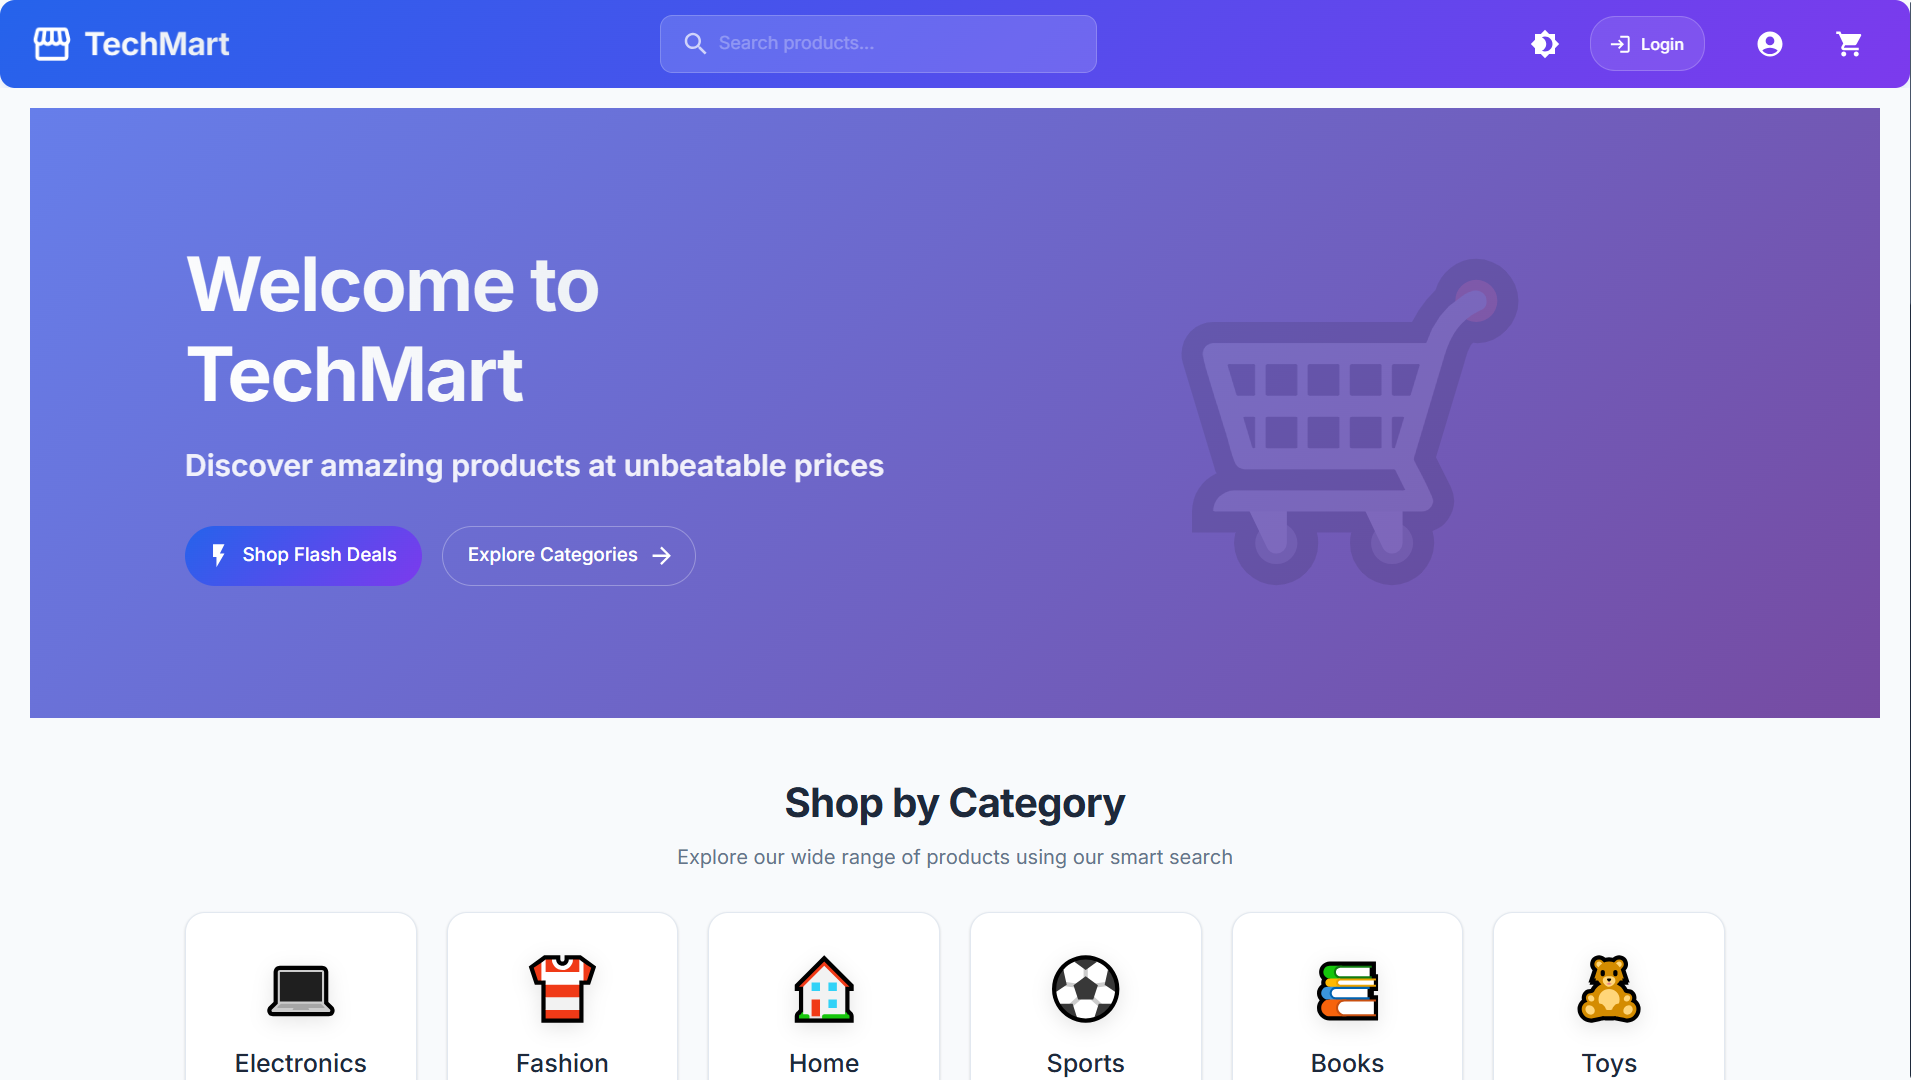 TechMart
Search products...
Login
Welcome to
TechMart
Discover amazing products at unbeatable prices
Shop Flash Deals
Explore Categories
Shop by Category
Explore our wide range of products using our smart search
Electronics
Fashion
Home
Sports
Books
Toys